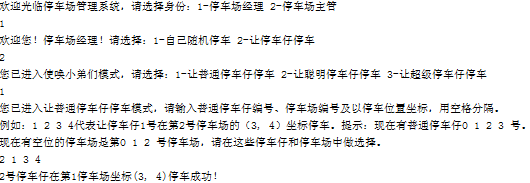 欢迎光临停车场管理系统，请选择身份：1-停车场经理 2-停车场主管
1
欢迎您！停车场经理！请选择：1-自己随机停车 2-让停车仔停车
2
您已进入使唤小弟们模式，请选择：1-让普通停车仔停车 2-让聪明停车仔停车 3-让超级停车仔停车
1
您已进入让普通停车仔停车模式，请输入普通停车仔编号、停车场编号及以停车位置坐标，用空格分隔。
例如：1 2 3 4代表让停车仔1号在第2号停车场的（3, 4）坐标停车。提示：现在有普通停车仔0 1 2 3 号。
现在有空位的停车场是第0 1 2 号停车场，请在这些停车仔和停车场中做选择。
2 1 3 4
2号停车仔在第1停车场坐标(3, 4)停车成功！